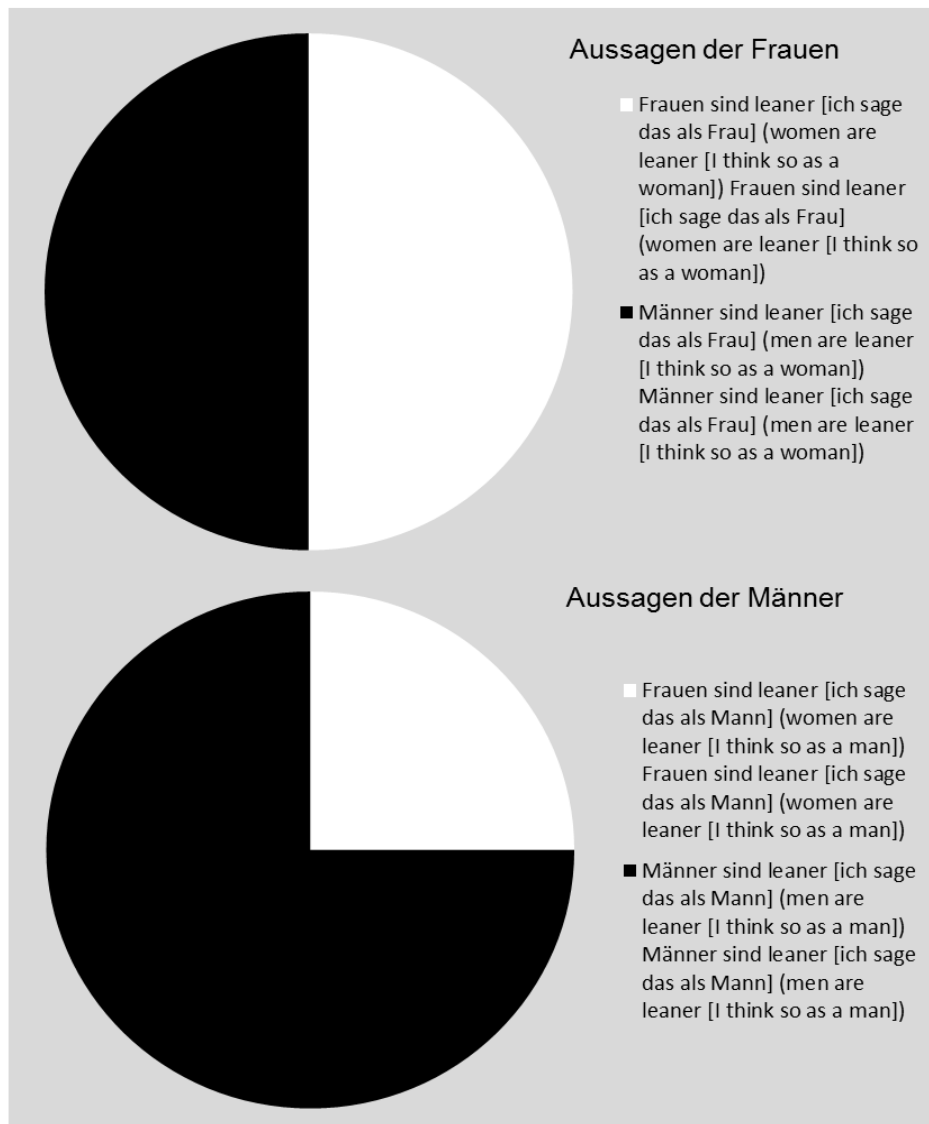 Aussagen der Frauen
Frauen sind leaner [ich sage
das als Frau] (women are
leaner [I think so as a
woman]) Frauen sind leaner
[ich sage das als Frau]
(women are leaner [I think so
as a woman])
Männer sind leaner [ich sage
das als Frau] (men are leaner
[I think so as a woman])
Männer sind leaner [ich sage
das als Frau] (men are leaner
[I think so as a woman])
Aussagen der Männer
Frauen sind leaner [ich sage
das als Mann] (women are
leaner [I think so as a man])
Frauen sind leaner [ich sage
das als Mann] (women are
leaner [I think so as a man])
Männer sind leaner [ich sage
das als Mann] (men are
leaner [I think so as a man])
Männer sind leaner [ich sage
das als Mann] (men are
leaner [I think so as a man])